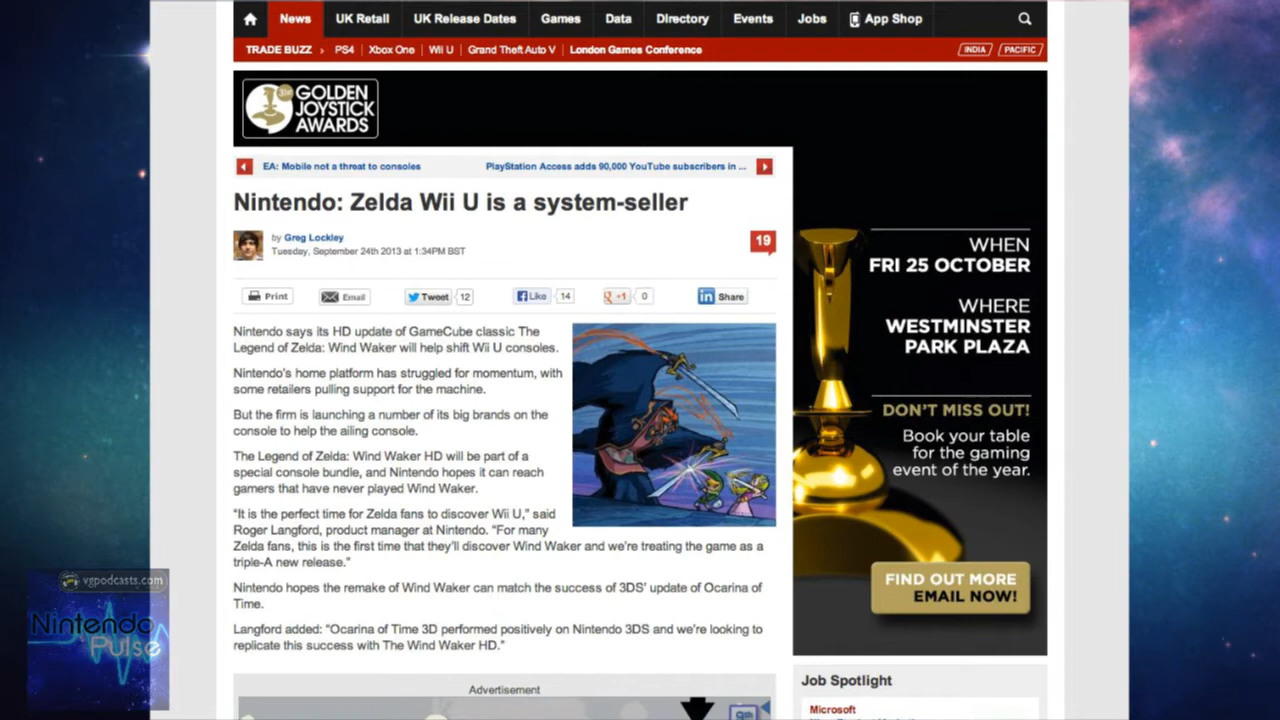 News
UK Retail
UK Release Dates
Games
Data
Directory
Events
Jobs
App Shop
TRADE BUZZ
PS4
Xbox One
Wii U
Grand Theft Auto V
London Games Conference
INDIA
PACIFIC
31st
GOLDEN
JOYSTICK
AWARDS
EA: Mobile not a threat to consoles
PlayStation Access adds 90,000 YouTube subscribers in ...
Nintendo: Zelda Wii U is a system-seller
by Greg Lockley
Tuesday, September 24th 2013 at 1:34PM BST
19
Print
Email
Tweet 12
Like 14
g +1 0
in Share
Nintendo says its HD update of GameCube classic The
Legend of Zelda: Wind Waker will help shift Wii U consoles.
Nintendo's home platform has struggled for momentum, with
some retailers pulling support for the machine.
But the firm is launching a number of its big brands on the
console to help the ailing console.
The Legend of Zelda: Wind Waker HD will be part of a
special console bundle, and Nintendo hopes it can reach
gamers that have never played Wind Waker.
“It is the perfect time for Zelda fans to discover Wii U,” said
Roger Langford, product manager at Nintendo. “For many
Zelda fans, this is the first time that they'll discover Wind Waker and we're treating the game as a
triple-A new release.”
Nintendo hopes the remake of Wind Waker can match the success of 3DS' update of Ocarina of
Time.
Langford added: “Ocarina of Time 3D performed positively on Nintendo 3DS and we're looking to
replicate this success with The Wind Waker HD.”
Advertisement
WHEN
FRI 25 OCTOBER
WHERE
WESTMINSTER
PARK PLAZA
DON'T MISS OUT!
Book your table
for the gaming
event of the year.
FIND OUT MORE
EMAIL NOW!
Job Spotlight
Microsoft
vgpodcasts.com
Nintendo
Pulse